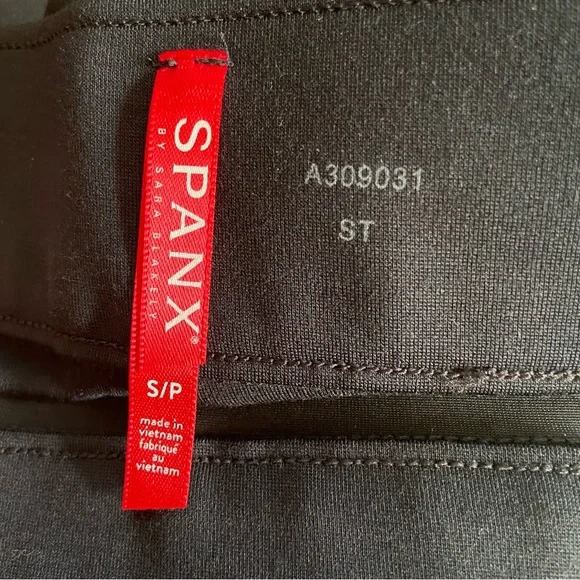 SPANX®
BY SARA BLAKELY
S/P
made in
vietnam
fabriqué
au
vietnam
A309031
ST